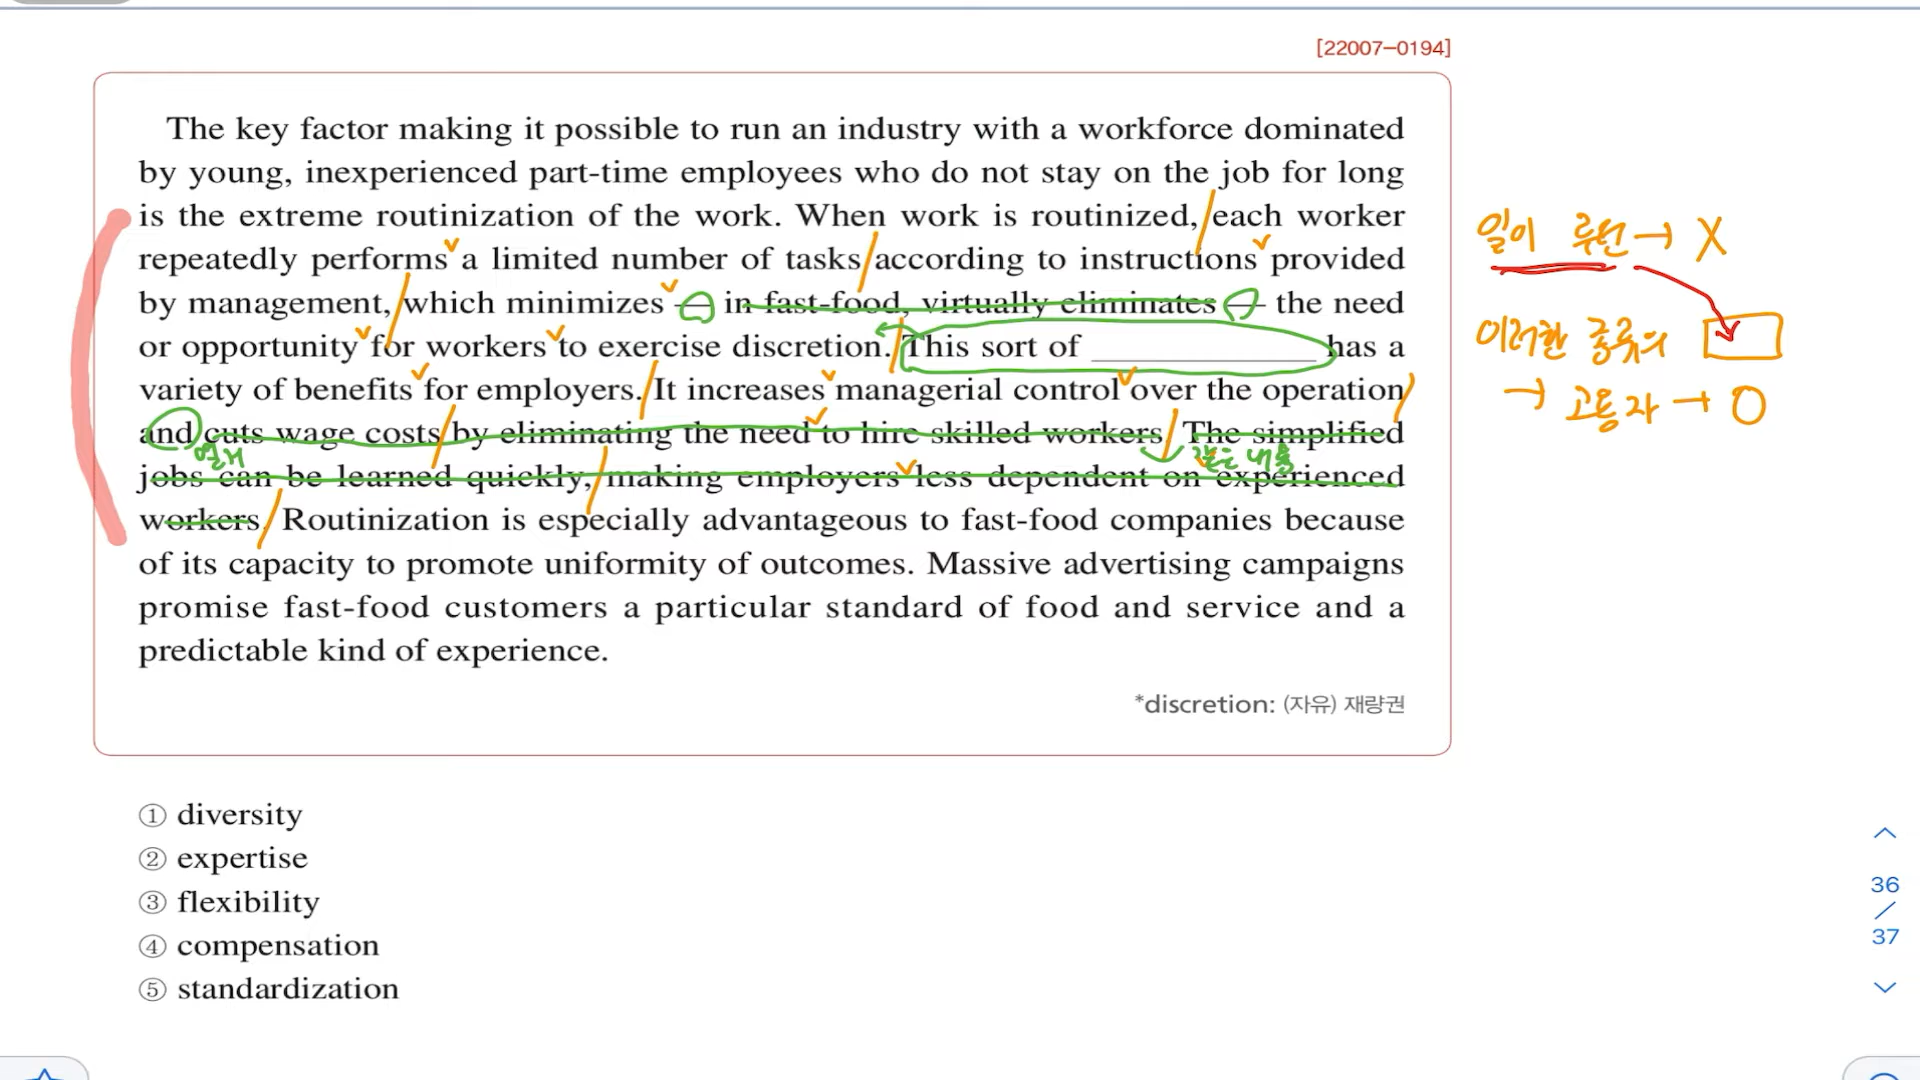 [22007-0194]
The key factor making it possible to run an industry with a workforce dominated
by young, inexperienced part-time employees who do not stay on the job for long
is the extreme routinization of the work. When work is routinized, each worker
repeatedly performs a limited number of tasks according to instructions provided
by management, which minimizes — in fast-food, virtually eliminates — the need
or opportunity for workers to exercise discretion. This sort of ______________ has a
variety of benefits for employers. It increases managerial control over the operation
and cuts wage costs by eliminating the need to hire skilled workers. The simplified
열거
같은 내용
jobs can be learned quickly, making employers less dependent on experienced
workers. Routinization is especially advantageous to fast-food companies because
of its capacity to promote uniformity of outcomes. Massive advertising campaigns
promise fast-food customers a particular standard of food and service and a
predictable kind of experience.
*discretion: (자유) 재량권
일이 루틴 → X
이러한 종류의
→ 고용자 → O
① diversity
② expertise
③ flexibility
④ compensation
⑤ standardization
36
/
37